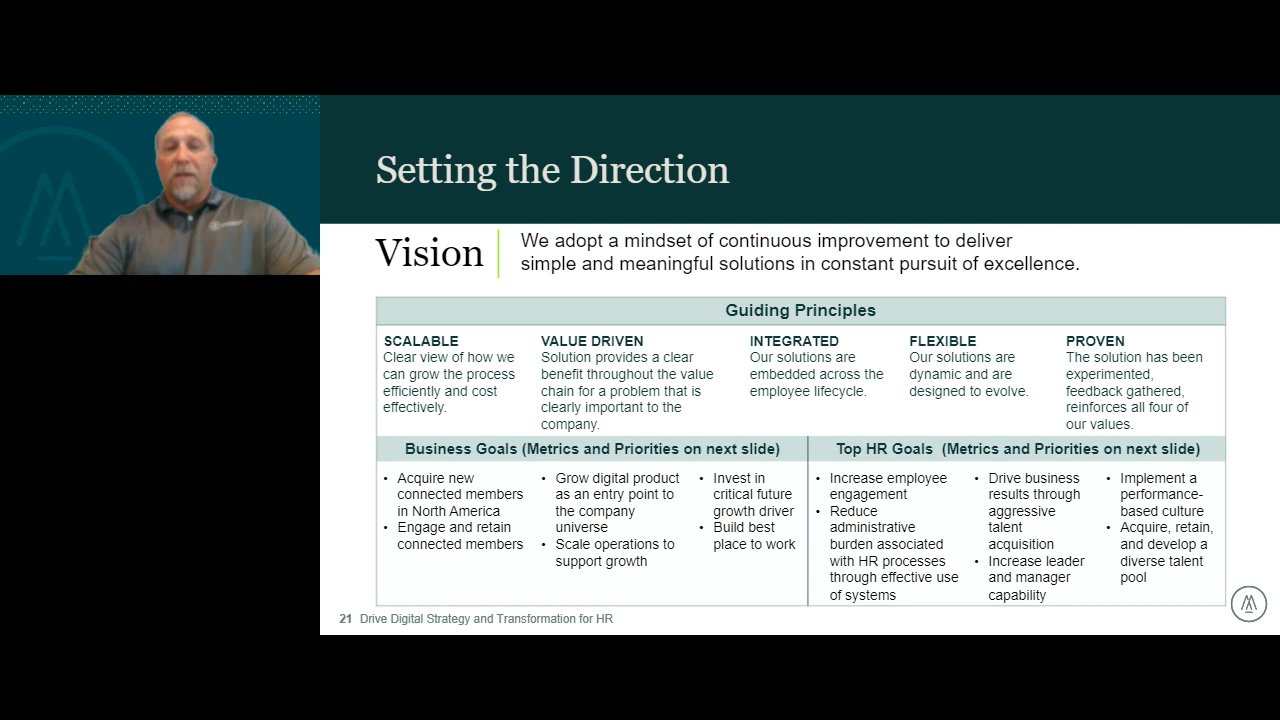 Setting the Direction
Vision
We adopt a mindset of continuous improvement to deliver
simple and meaningful solutions in constant pursuit of excellence.
Guiding Principles
SCALABLE
Clear view of how we
can grow the process
efficiently and cost
effectively.
VALUE DRIVEN
Solution provides a clear
benefit throughout the value
chain for a problem that is
clearly important to the
company.
INTEGRATED
Our solutions are
embedded across the
employee lifecycle.
FLEXIBLE
Our solutions are
dynamic and are
designed to evolve.
PROVEN
The solution has been
experimented,
feedback gathered,
reinforces all four of
our values.
Business Goals (Metrics and Priorities on next slide)
• Acquire new
connected members
in North America
• Engage and retain
connected members
• Grow digital product
as an entry point to
the company
universe
• Scale operations to
support growth
• Invest in
critical future
growth driver
• Build best
place to work
Top HR Goals (Metrics and Priorities on next slide)
• Increase employee
engagement
• Reduce
administrative
burden associated
with HR processes
through effective use
of systems
• Drive business
results through
aggressive
talent
acquisition
• Increase leader
and manager
capability
• Implement a
performance-
based culture
• Acquire, retain,
and develop a
diverse talent
pool
21 Drive Digital Strategy and Transformation for HR